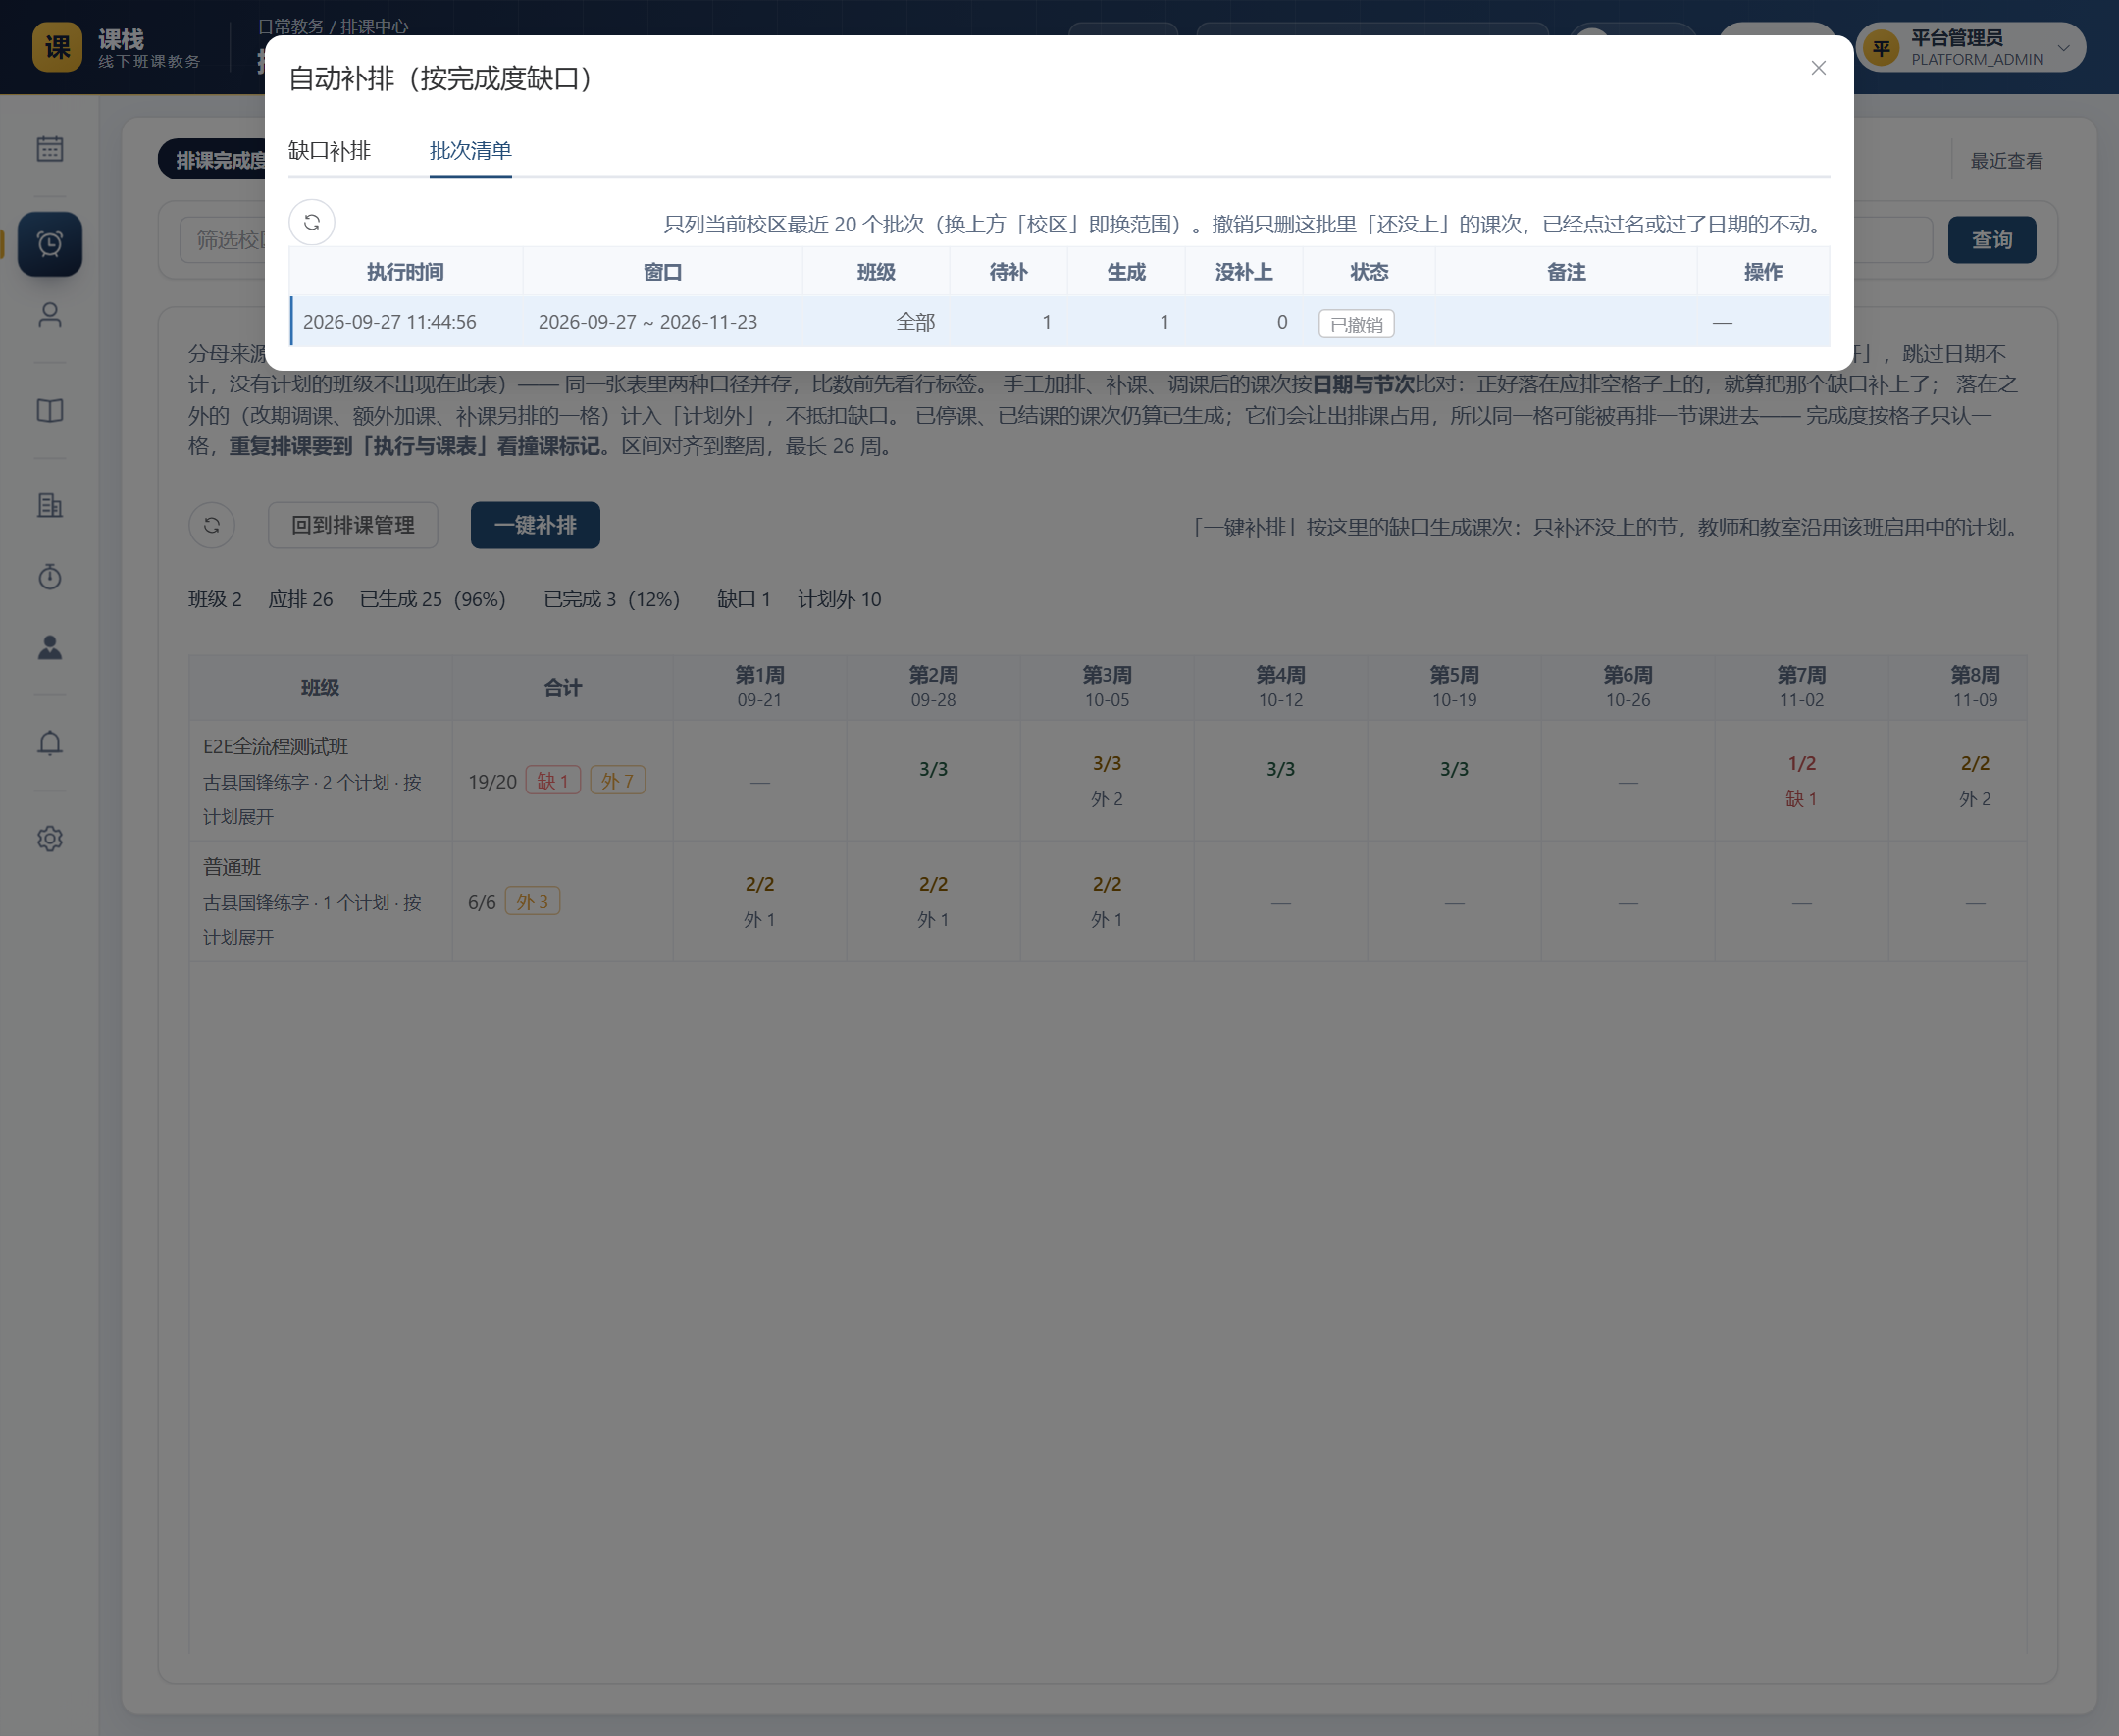 课
课栈
线下班课教务
日常教务 / 排课中心
平
平台管理员
PLATFORM_ADMIN
自动补排（按完成度缺口）
缺口补排
批次清单
排课完成度
最近查看
只列当前校区最近 20 个批次（换上方「校区」即换范围）。撤销只删这批里「还没上」的课次，已经点过名或过了日期的不动。
筛选校
查询
执行时间 窗口 班级 待补 生成 没补上 状态 备注 操作
2026-09-27 11:44:56 2026-09-27 ~ 2026-11-23 全部 1 1 0 已撤销 —
分母来源
」，跳过日期不
计，没有计划的班级不出现在此表）—— 同一张表里两种口径并存，比数前先看行标签。 手工加排、补课、调课后的课次按日期与节次比对：正好落在应排空格子上的，就算把那个缺口补上了； 落在之
外的（改期调课、额外加课、补课另排的一格）计入「计划外」，不抵扣缺口。 已停课、已结课的课次仍算已生成；它们会让出排课占用，所以同一格可能被再排一节课进去—— 完成度按格子只认一
格，重复排课要到「执行与课表」看撞课标记。区间对齐到整周，最长 26 周。
回到排课管理
一键补排
「一键补排」按这里的缺口生成课次：只补还没上的节，教师和教室沿用该班启用中的计划。
班级 2 应排 26 已生成 25（96%） 已完成 3（12%） 缺口 1 计划外 10
班级 合计 第1周 第2周 第3周 第4周 第5周 第6周 第7周 第8周
09-21 09-28 10-05 10-12 10-19 10-26 11-02 11-09
E2E全流程测试班
古县国锋练字 · 2 个计划 · 按
计划展开
19/20 缺 1 外 7
— 3/3 3/3 3/3 3/3 — 1/2 2/2
外 2 缺 1 外 2
普通班
古县国锋练字 · 1 个计划 · 按
计划展开
6/6 外 3
2/2 2/2 2/2 — — — — —
外 1 外 1 外 1